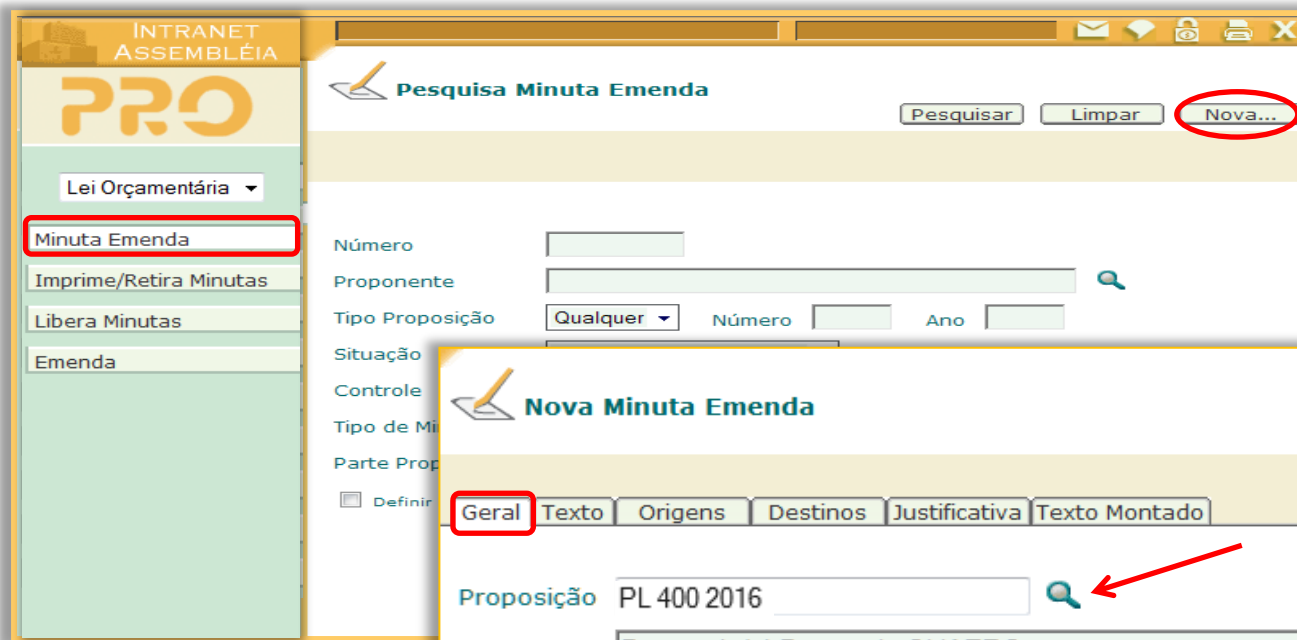 INTRANET
ASSEMBLÉIA
PRO
Lei Orçamentária
Minuta Emenda
Imprime/Retira Minutas
Libera Minutas
Emenda
Pesquisa Minuta Emenda
Pesquisar Limpar Nova...
Número
Proponente
Tipo Proposição Qualquer Número Ano
Situação
Controle
Tipo de Mi
Parte Prop
Definir
Nova Minuta Emenda
Geral Texto Origens Destinos Justificativa Texto Montado
Proposição PL 400 2016